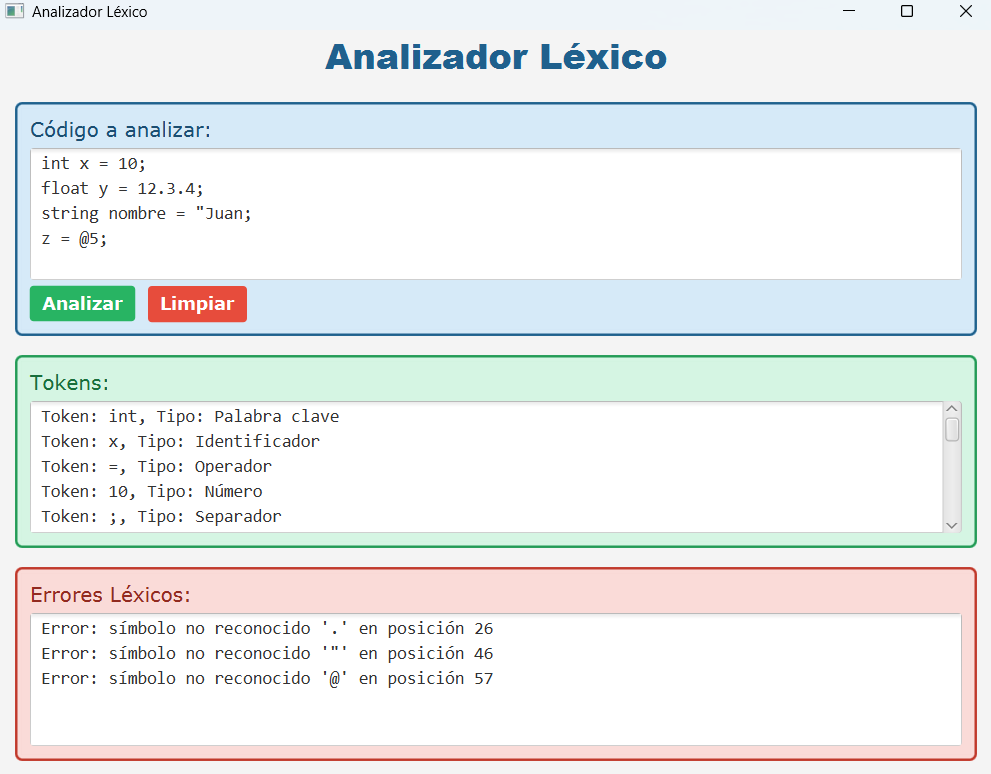 Analizador Léxico
Analizador Léxico
Código a analizar:
int x = 10;
float y = 12.3.4;
string nombre = "Juan;
z = @5;
Analizar Limpiar
Tokens:
Token: int, Tipo: Palabra clave
Token: x, Tipo: Identificador
Token: =, Tipo: Operador
Token: 10, Tipo: Número
Token: ;, Tipo: Separador
Errores Léxicos:
Error: símbolo no reconocido '.' en posición 26
Error: símbolo no reconocido '"' en posición 46
Error: símbolo no reconocido '@' en posición 57